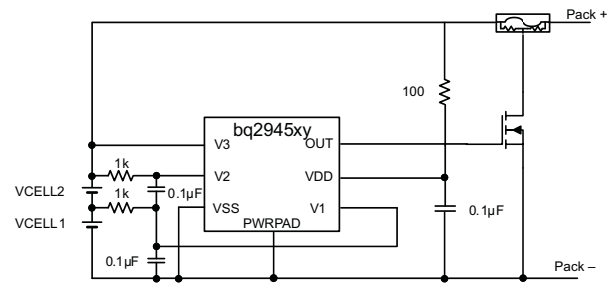 Pack +
100
bq2945xy
V3
OUT
1k
V2
0.1µF
VDD
VCELL2
1k
VSS
V1
0.1µF
VCELL1
PWRPAD
0.1µF
Pack –